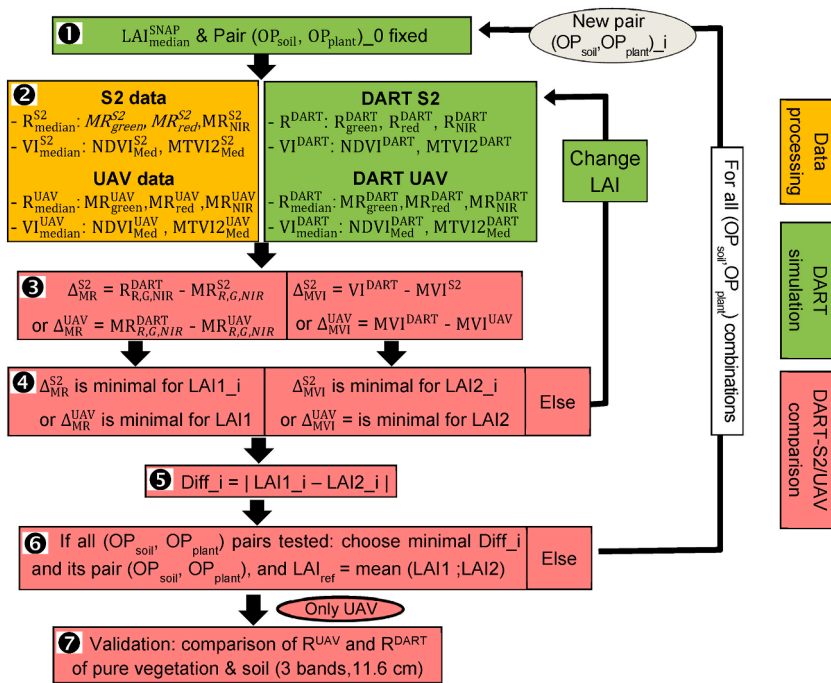 ❶ LAI^SNAP_median & Pair (OP_soil, OP_plant)_0 fixed
New pair
(OP_soil,OP_plant)_i
❷ S2 data
- R^S2_median: MR^S2_green, MR^S2_red,MR^S2_NIR
- VI^S2_median: NDVI^S2_Med, MTVI2^S2_Med
UAV data
- R^UAV_median: MR^UAV_green,MR^UAV_red,MR^UAV_NIR
- VI^UAV_median: NDVI^UAV_Med, MTVI2^UAV_Med
DART S2
- R^DART: R^DART_green, R^DART_red, R^DART_NIR
- VI^DART: NDVI^DART, MTVI2^DART
DART UAV
- R^DART_median: MR^DART_green,MR^DART_red,MR^DART_NIR
- VI^DART_median: NDVI^DART_Med, MTVI2^DART_Med
Change
LAI
For all (OP_soil,OP_plant) combinations
Data
processing
DART
simulation
DART-S2/UAV
comparison
❸ Δ^S2_MR = R^DART_R,G,NIR - MR^S2_R,G,NIR
or Δ^UAV_MR = MR^DART_R,G,NIR - MR^UAV_R,G,NIR
Δ^S2_MVI = VI^DART - MVI^S2
or Δ^UAV_MVI = MVI^DART - MVI^UAV
❹ Δ^S2_MR is minimal for LAI1_i
or Δ^UAV_MR is minimal for LAI1
Δ^S2_MVI is minimal for LAI2_i
or Δ^UAV_MVI = is minimal for LAI2
Else
❺ Diff_i = | LAI1_i – LAI2_i |
❻ If all (OP_soil, OP_plant) pairs tested: choose minimal Diff_i
and its pair (OP_soil, OP_plant), and LAI_ref = mean (LAI1 ;LAI2)
Else
Only UAV
❼ Validation: comparison of R^UAV and R^DART
of pure vegetation & soil (3 bands,11.6 cm)